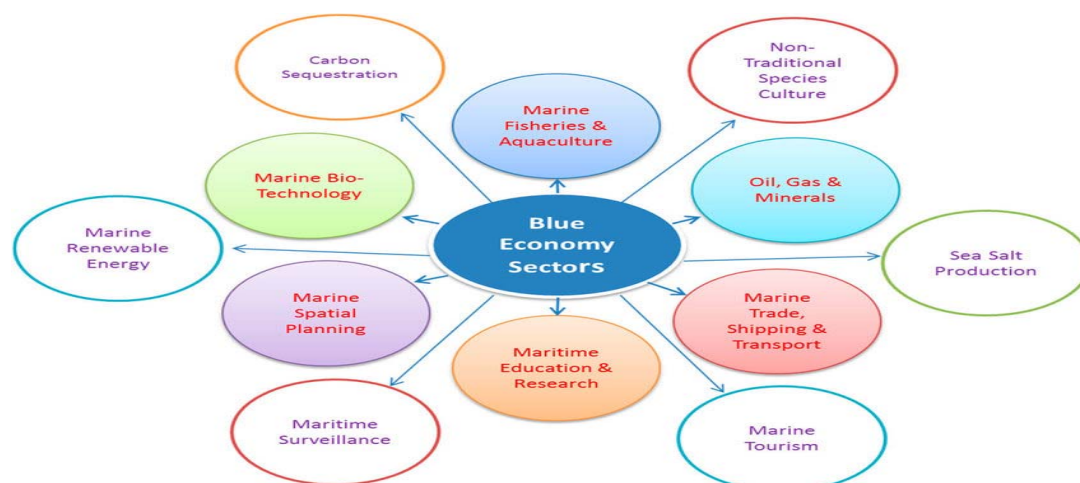 Carbon
Sequestration
Non-
Traditional
Species
Culture
Marine
Fisheries &
Aquaculture
Marine Bio-
Technology
Oil, Gas &
Minerals
Marine
Renewable
Energy
Blue
Economy
Sectors
Sea Salt
Production
Marine
Spatial
Planning
Marine
Trade,
Shipping &
Transport
Maritime
Education &
Research
Maritime
Surveillance
Marine
Tourism